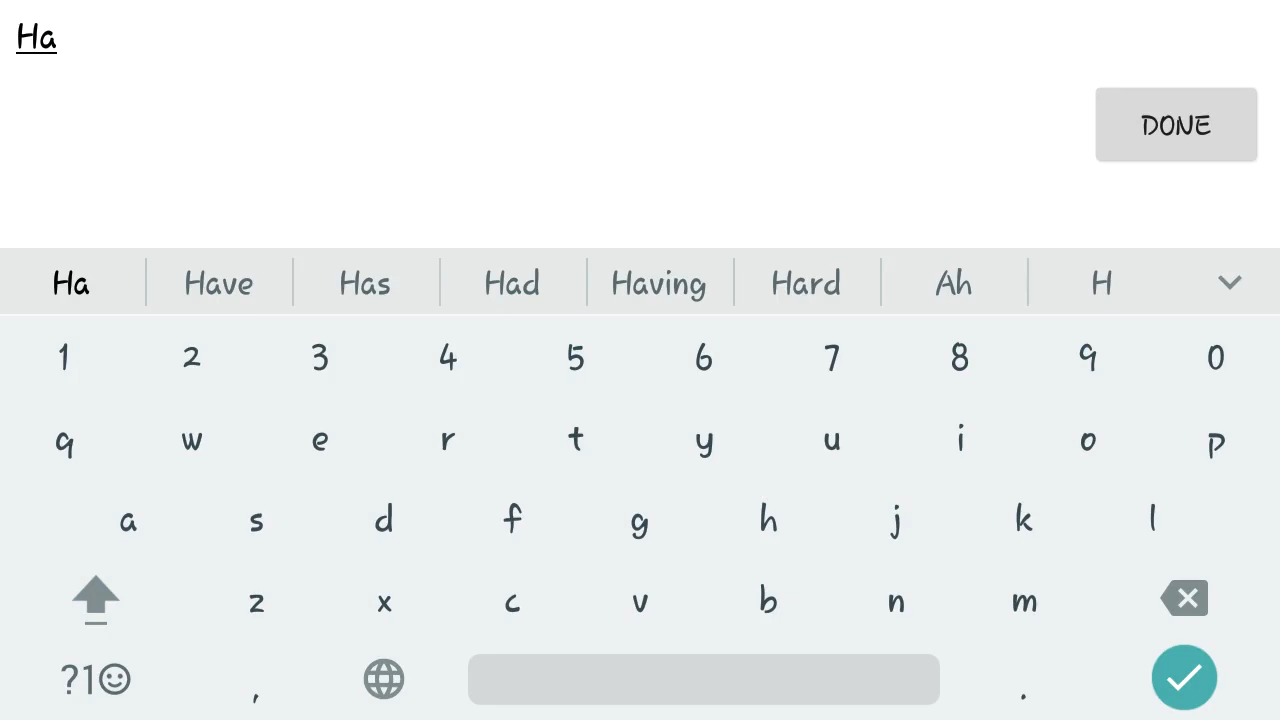 Ha
DONE
Ha Have Has Had Having Hard Ah H
1 2 3 4 5 6 7 8 9 0
q w e r t y u i o p
a s d f g h j k l
z x c v b n m
?1☺ , .